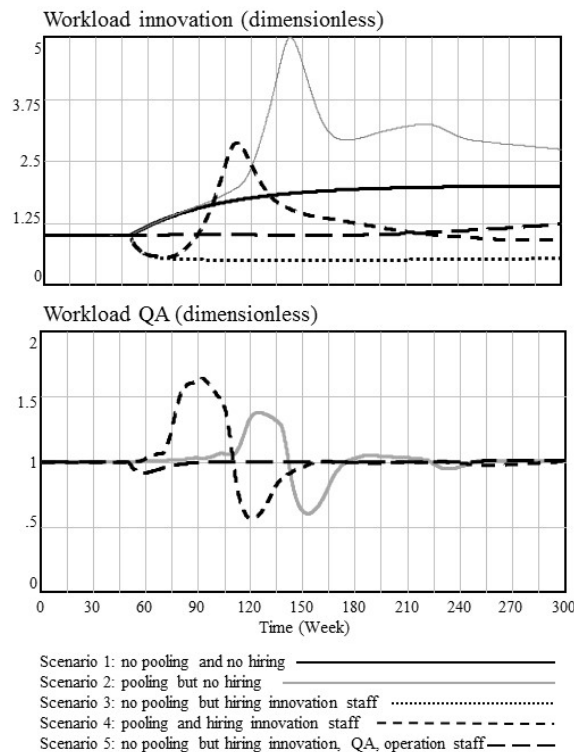 Workload innovation (dimensionless)
5
3.75
2.5
1.25
0
Workload QA (dimensionless)
2
1.5
1
.5
0
0 30 60 90 120 150 180 210 240 270 300
Time (Week)
Scenario 1: no pooling and no hiring
Scenario 2: pooling but no hiring
Scenario 3: no pooling but hiring innovation staff
Scenario 4: pooling and hiring innovation staff
Scenario 5: no pooling but hiring innovation, QA, operation staff